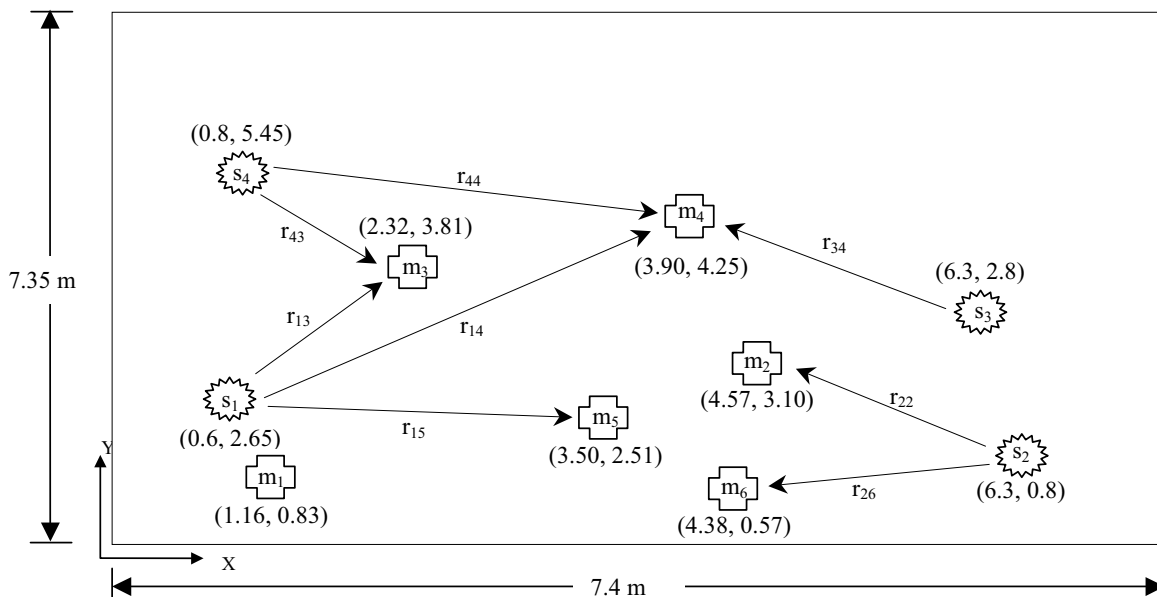 (0.8, 5.45)
s₄
r₄₄
r₄₃
(2.32, 3.81)
m₃
m₄
(3.90, 4.25)
r₃₄
(6.3, 2.8)
s₃
7.35 m
r₁₃
r₁₄
m₂
(4.57, 3.10)
r₂₂
s₁
(0.6, 2.65)
r₁₅
m₅
(3.50, 2.51)
s₂
(6.3, 0.8)
Y
m₁
(1.16, 0.83)
m₆
(4.38, 0.57)
r₂₆
X
7.4 m